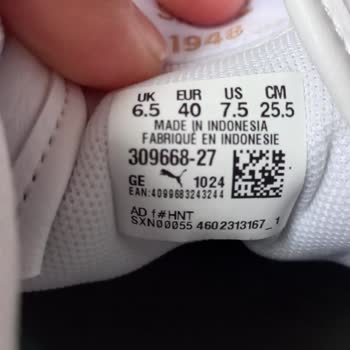 1948
UK EUR US CM
6.5 40 7.5 25.5
MADE IN INDONESIA
FABRIQUÉ EN INDONÉSIE
309668-27
GE 1024
EAN:4099683243244
AD f#HNT
SXN00055 4602313167_1